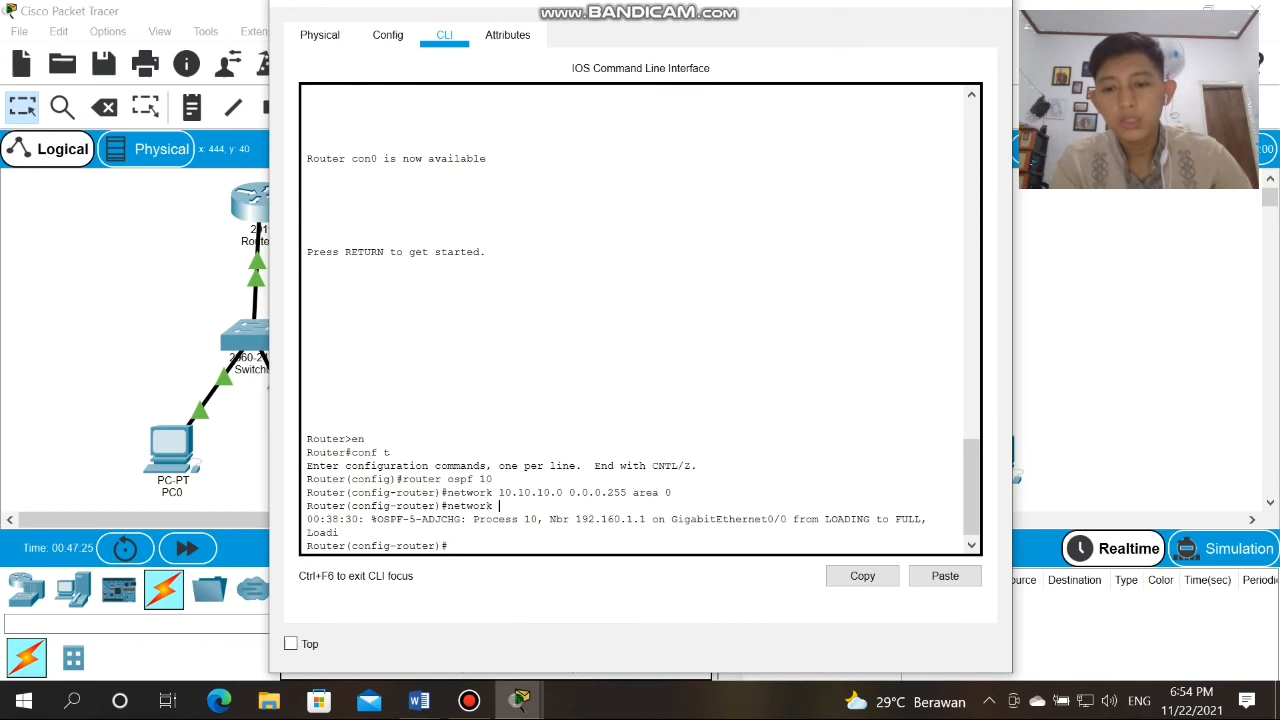 Cisco Packet Tracer
www.BANDICAM.com
File Edit Options View Tools Exten
Physical Config CLI Attributes
IOS Command Line Interface
Logical Physical x: 444, y: 40
:00
Router con0 is now available
Press RETURN to get started.
Router>en
Router#conf t
Enter configuration commands, one per line. End with CNTL/Z.
Router(config)#router ospf 10
Router(config-router)#network 10.10.10.0 0.0.0.255 area 0
Router(config-router)#network
00:38:30: %OSPF-5-ADJCHG: Process 10, Nbr 192.160.1.1 on GigabitEthernet0/0 from LOADING to FULL,
Loadi
Router(config-router)#
Ctrl+F6 to exit CLI focus
Copy Paste
Top
Route
Switch
PC-PT
PC0
Time: 00:47:25
Realtime Simulation
ource Destination Type Color Time(sec) Periodi
29°C Berawan
ENG
6:54 PM
11/22/2021